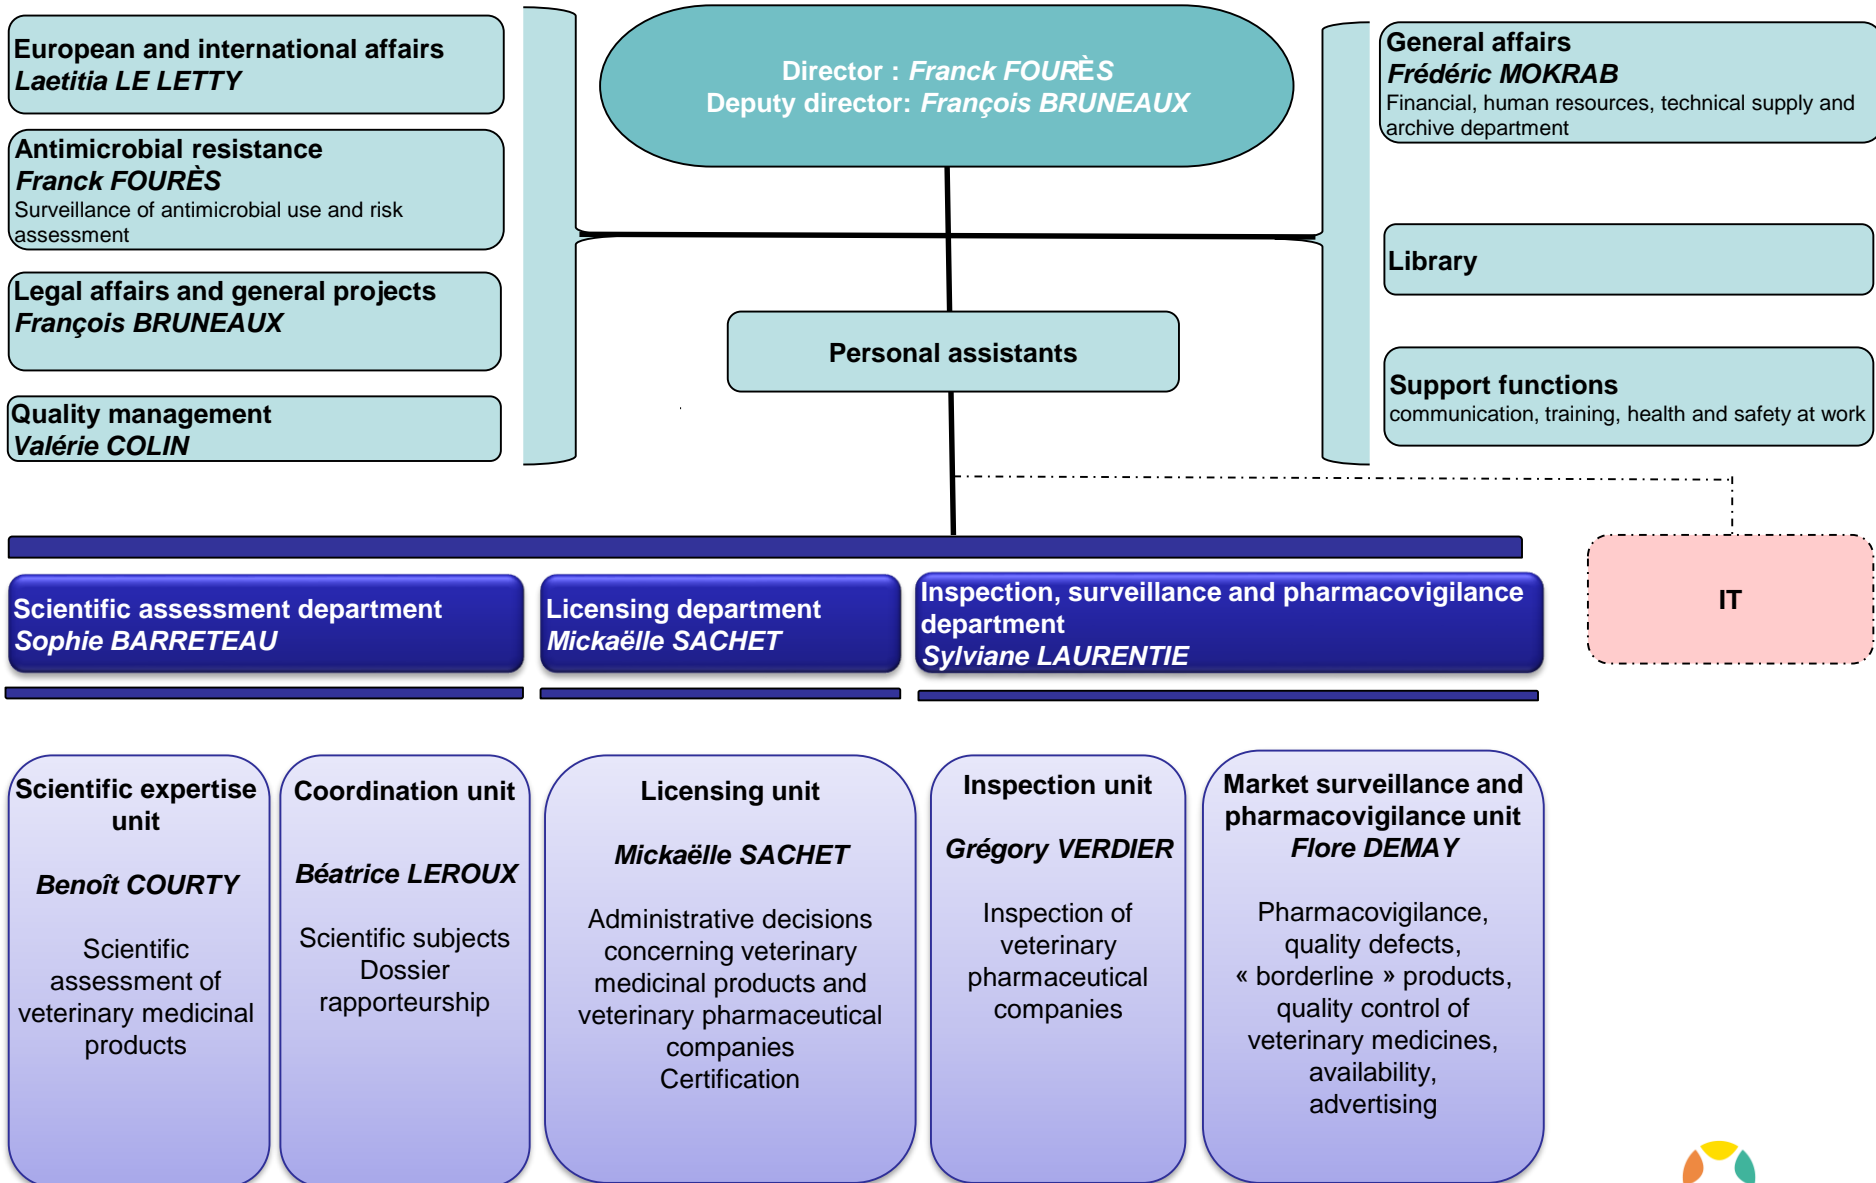 European and international affairs
Laetitia LE LETTY
Antimicrobial resistance
Franck FOURÈS
Surveillance of antimicrobial use and risk
assessment
Legal affairs and general projects
François BRUNEAUX
Quality management
Valérie COLIN
Director : Franck FOURÈS
Deputy director: François BRUNEAUX
Personal assistants
General affairs
Frédéric MOKRAB
Financial, human resources, technical supply and
archive department
Library
Support functions
communication, training, health and safety at work
IT
Scientific assessment department
Sophie BARRETEAU
Licensing department
Mickaëlle SACHET
Inspection, surveillance and pharmacovigilance
department
Sylviane LAURENTIE
Scientific expertise
unit
Benoît COURTY
Scientific
assessment of
veterinary medicinal
products
Coordination unit
Béatrice LEROUX
Scientific subjects
Dossier
rapporteurship
Licensing unit
Mickaëlle SACHET
Administrative decisions
concerning veterinary
medicinal products and
veterinary pharmaceutical
companies
Certification
Inspection unit
Grégory VERDIER
Inspection of
veterinary
pharmaceutical
companies
Market surveillance and
pharmacovigilance unit
Flore DEMAY
Pharmacovigilance,
quality defects,
« borderline » products,
quality control of
veterinary medicines,
availability,
advertising